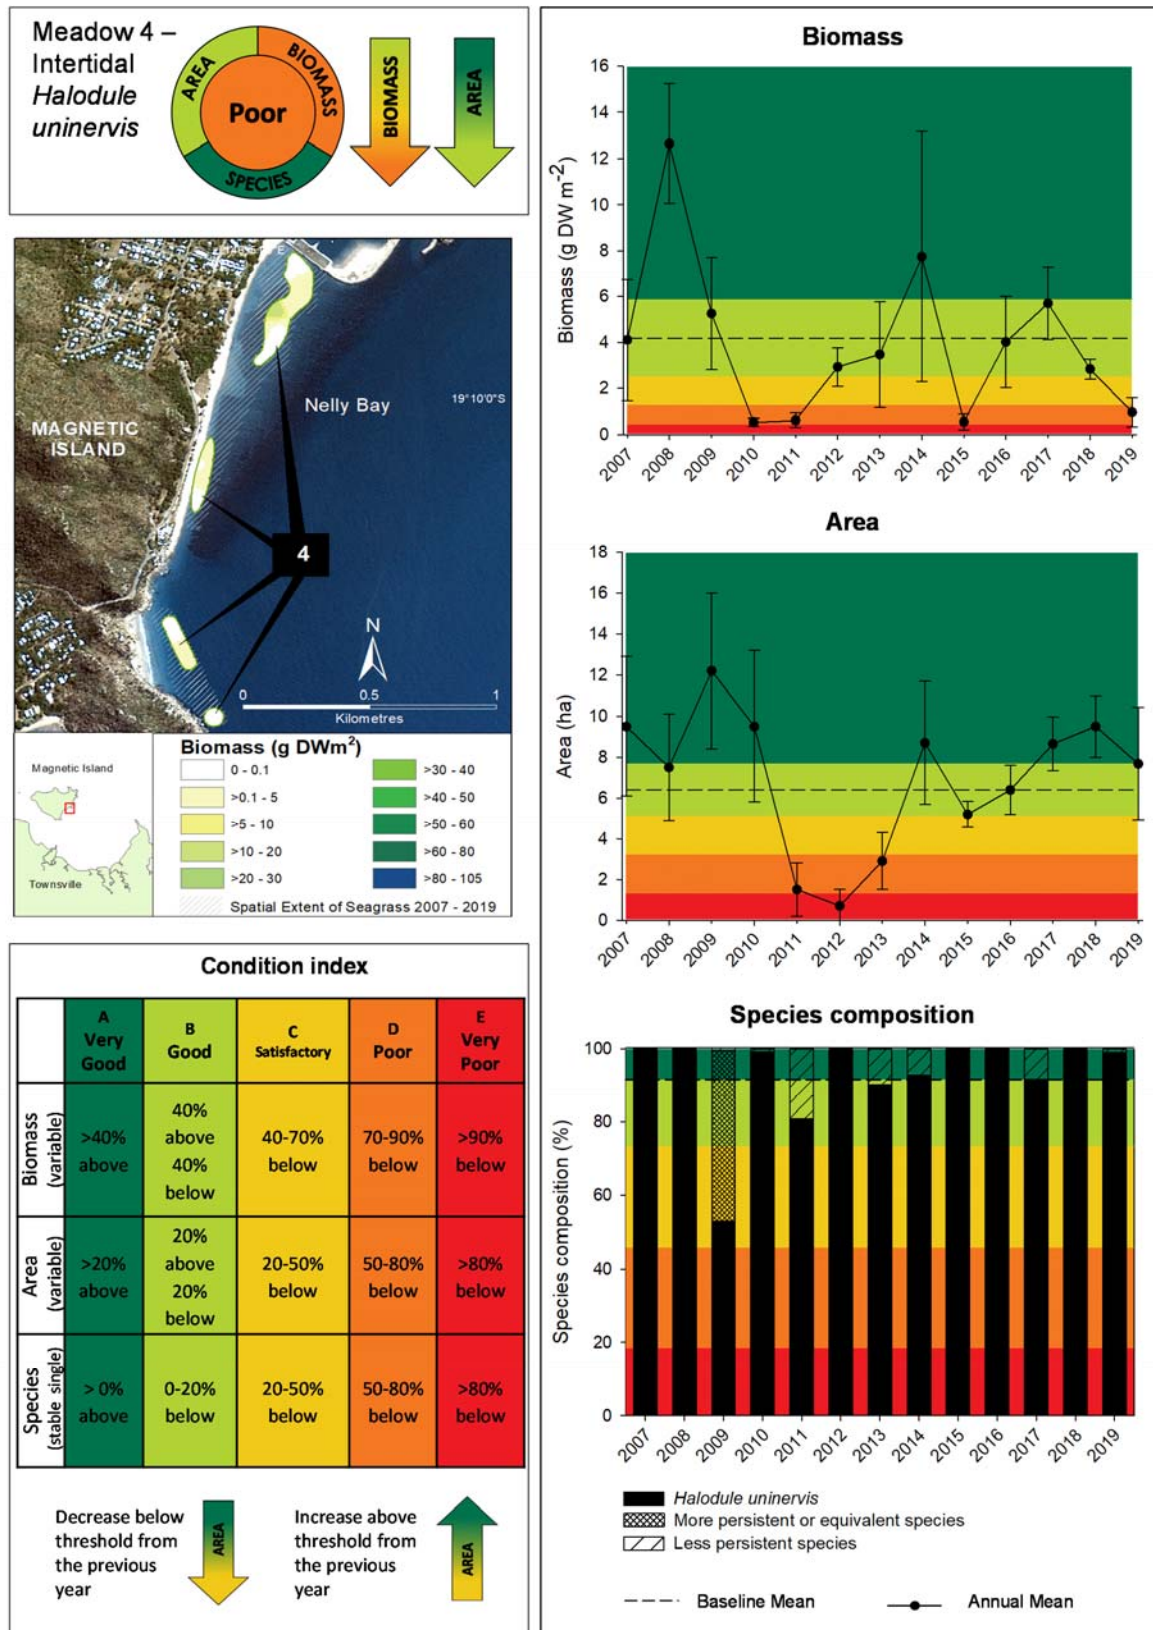 Meadow 4 –
Intertidal
Halodule
uninervis
AREA
BIOMASS
Poor
SPECIES
BIOMASS
AREA
Nelly Bay
19°10'0"S
MAGNETIC
ISLAND
4
N
0 0.5 1
Kilometres
Magnetic Island
Townsville
Biomass (g DWm²)
0 - 0.1 >30 - 40
>0.1 - 5 >40 - 50
>5 - 10 >50 - 60
>10 - 20 >60 - 80
>20 - 30 >80 - 105
Spatial Extent of Seagrass 2007 - 2019
Condition index
A
Very
Good
B
Good
C
Satisfactory
D
Poor
E
Very
Poor
Biomass
(variable)
>40%
above
40%
above
40%
below
40-70%
below
70-90%
below
>90%
below
Area
(variable)
>20%
above
20%
above
20%
below
20-50%
below
50-80%
below
>80%
below
Species
(stable single)
> 0%
above
0-20%
below
20-50%
below
50-80%
below
>80%
below
Decrease below
threshold from
the previous
year
AREA
Increase above
threshold from
the previous
year
AREA
Biomass
Biomass (g DW m⁻²)
16
14
12
10
8
6
4
2
0
2007 2008 2009 2010 2011 2012 2013 2014 2015 2016 2017 2018 2019
Area
Area (ha)
18
16
14
12
10
8
6
4
2
0
2007 2008 2009 2010 2011 2012 2013 2014 2015 2016 2017 2018 2019
Species composition
Species composition (%)
100
80
60
40
20
0
2007 2008 2009 2010 2011 2012 2013 2014 2015 2016 2017 2018 2019
Halodule uninervis
More persistent or equivalent species
Less persistent species
Baseline Mean Annual Mean